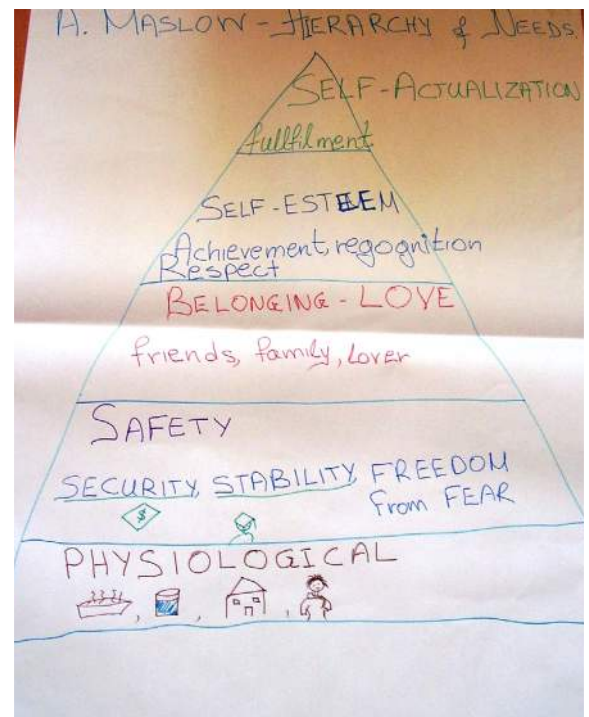 A. MASLOW - HIERARCHY & NEEDS
SELF-ACTUALIZATION
fullfilment
SELF-ESTEEM
Achievement, regognition
Respect
BELONGING - LOVE
friends, family, lover
SAFETY
SECURITY, STABILITY, FREEDOM
from FEAR
$
PHYSIOLOGICAL